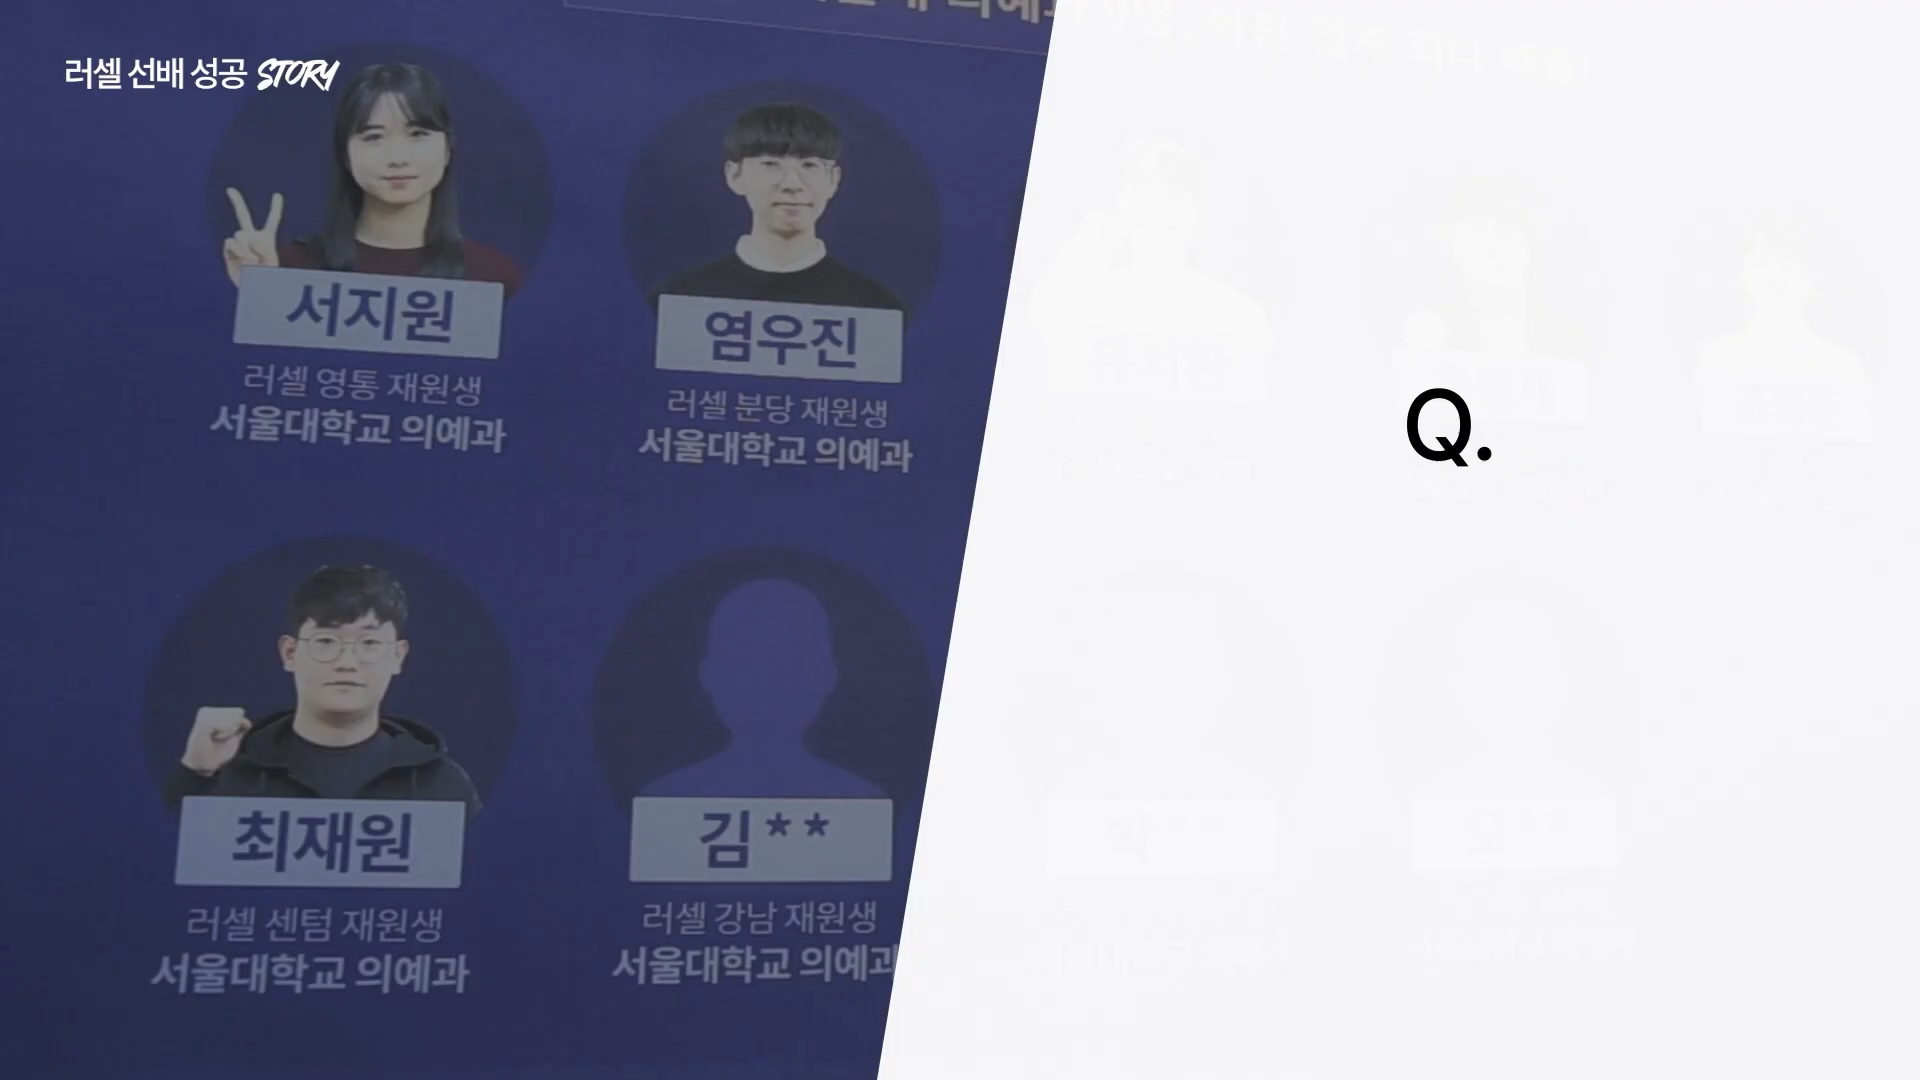 러셀 선배 성공 STORY
서지원
러셀 영통 재원생
서울대학교 의예과
염우진
러셀 분당 재원생
서울대학교 의예과
최재원
러셀 센텀 재원생
서울대학교 의예과
김**
러셀 강남 재원생
서울대학교 의예과
Q.